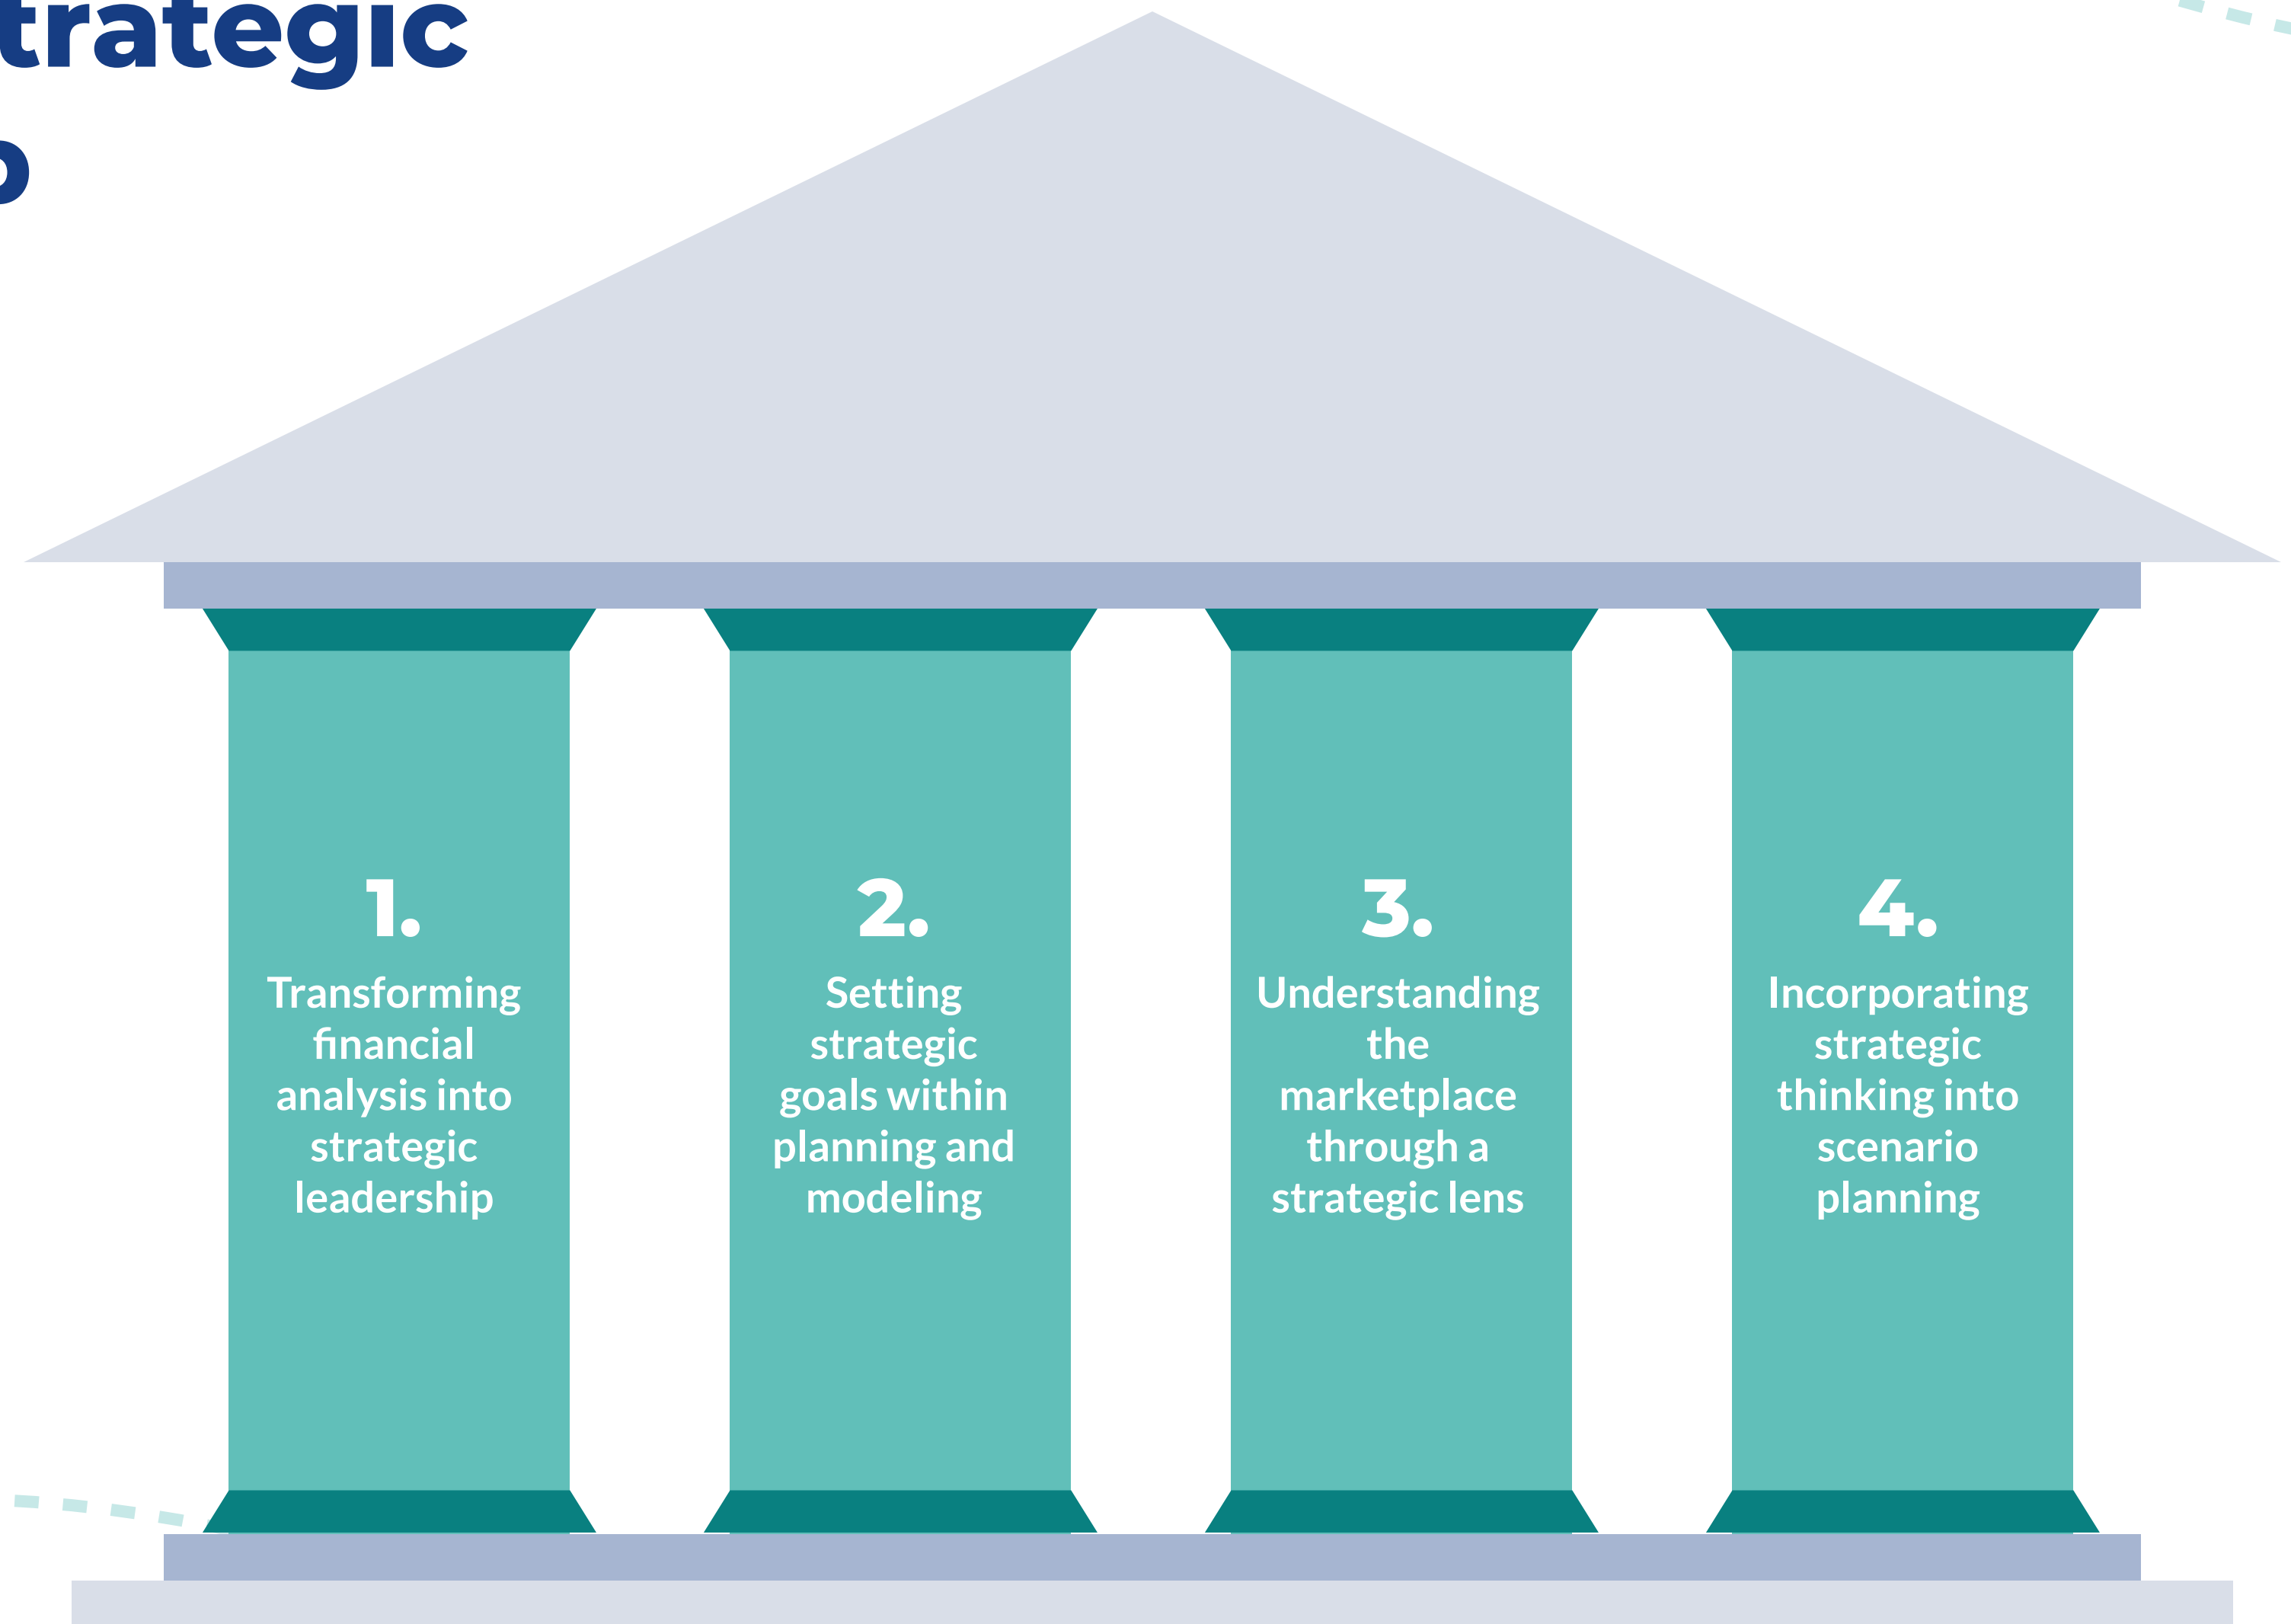 trategic
1.
Transforming
financial
analysis into
strategic
leadership
2.
Setting
strategic
goals within
planning and
modeling
3.
Understanding
the
marketplace
through a
strategic lens
4.
Incorporating
strategic
thinking into
scenario
planning